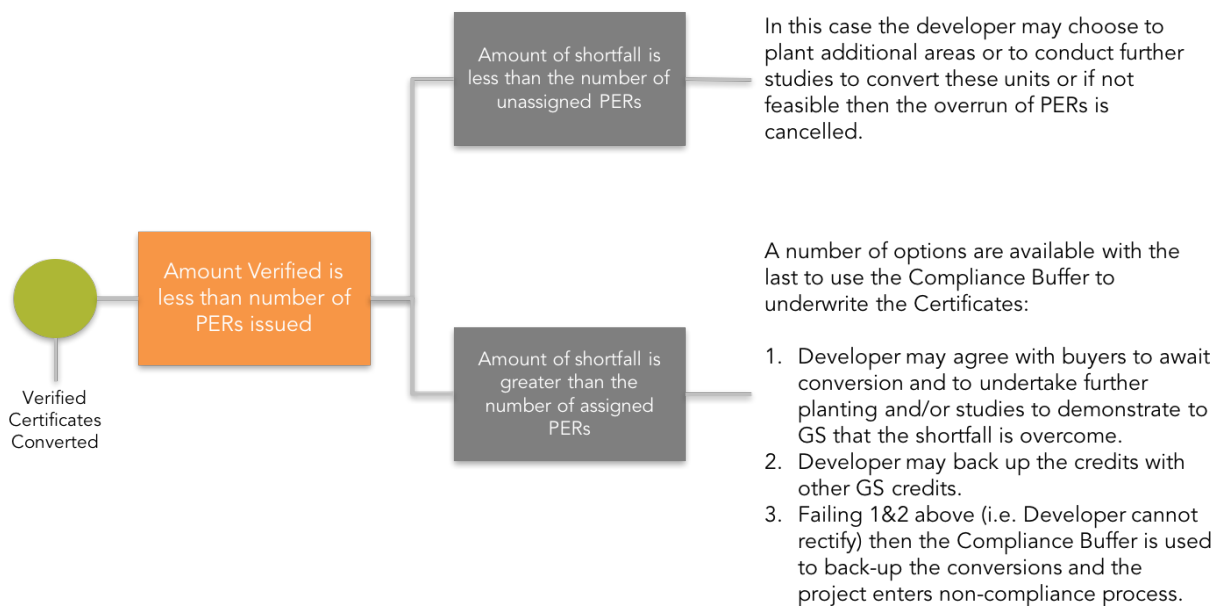 Verified
Certificates
Converted
Amount Verified is
less than number of
PERs issued
Amount of shortfall is
less than the number of
unassigned PERs
In this case the developer may choose to
plant additional areas or to conduct further
studies to convert these units or if not
feasible then the overrun of PERs is
cancelled.
Amount of shortfall is
greater than the
number of assigned
PERs
A number of options are available with the
last to use the Compliance Buffer to
underwrite the Certificates:
1. Developer may agree with buyers to await
conversion and to undertake further
planting and/or studies to demonstrate to
GS that the shortfall is overcome.
2. Developer may back up the credits with
other GS credits.
3. Failing 1&2 above (i.e. Developer cannot
rectify) then the Compliance Buffer is used
to back-up the conversions and the
project enters non-compliance process.